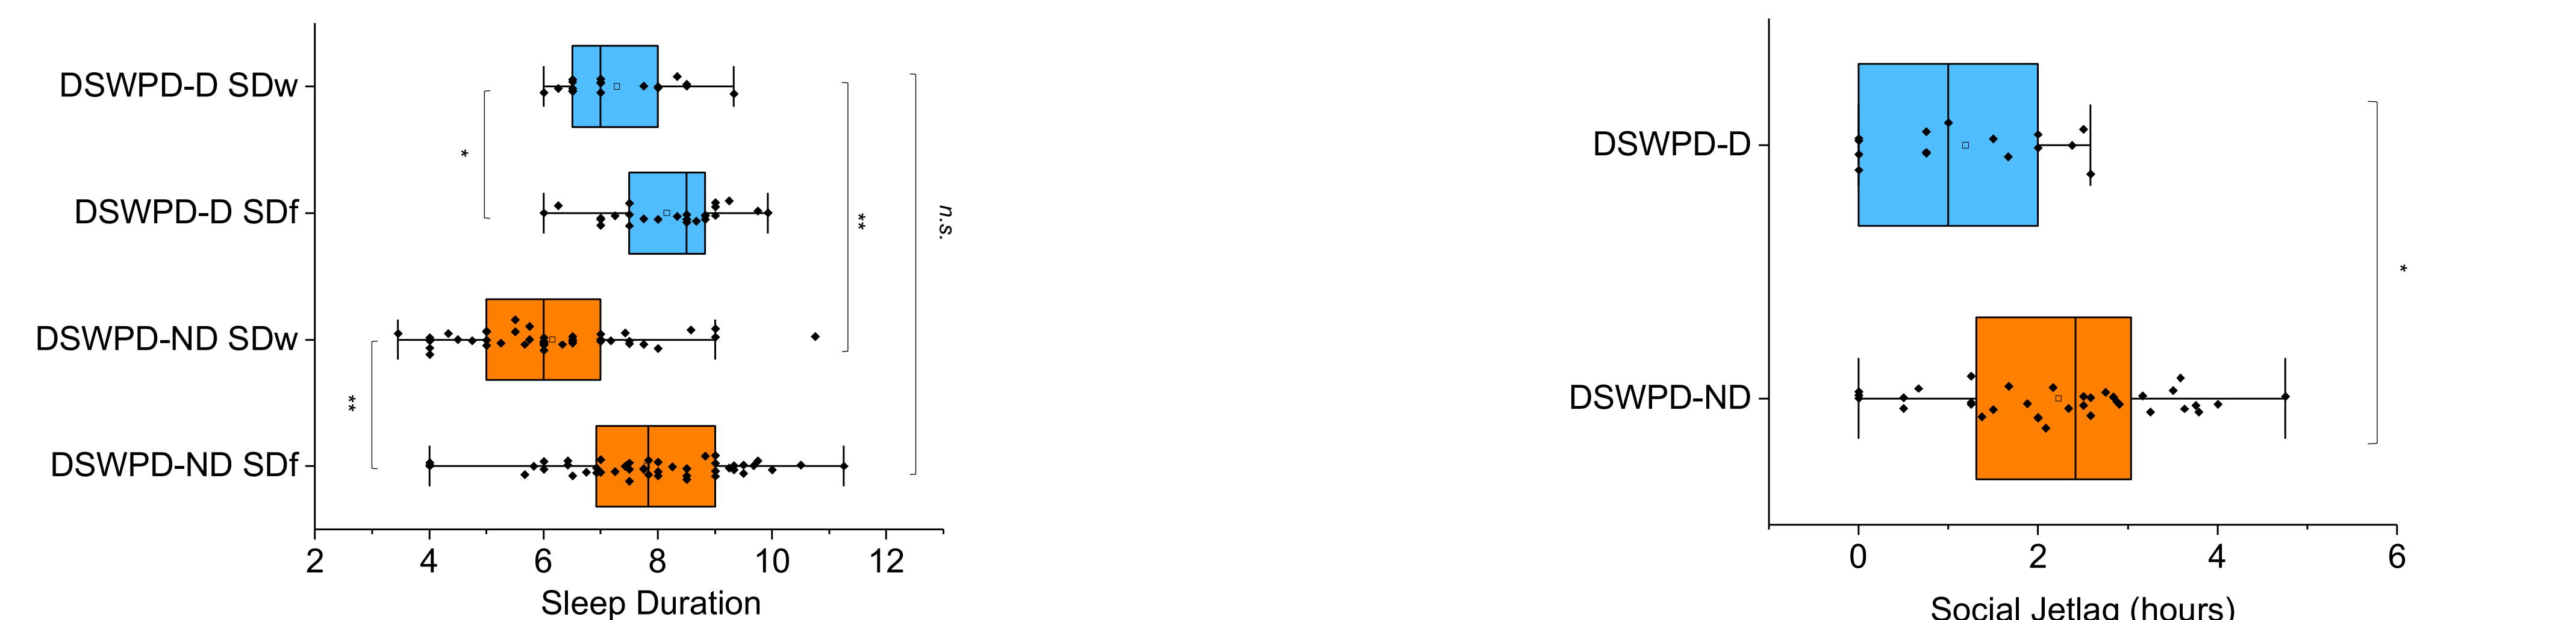 DSWPD-D SDw
DSWPD-D SDf
DSWPD-ND SDw
DSWPD-ND SDf
*
**
**
n.s.
2 4 6 8 10 12
Sleep Duration
DSWPD-D
DSWPD-ND
*
0 2 4 6
Social Jetlag (hours)